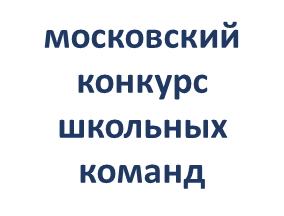 московский
конкурс
школьных
команд